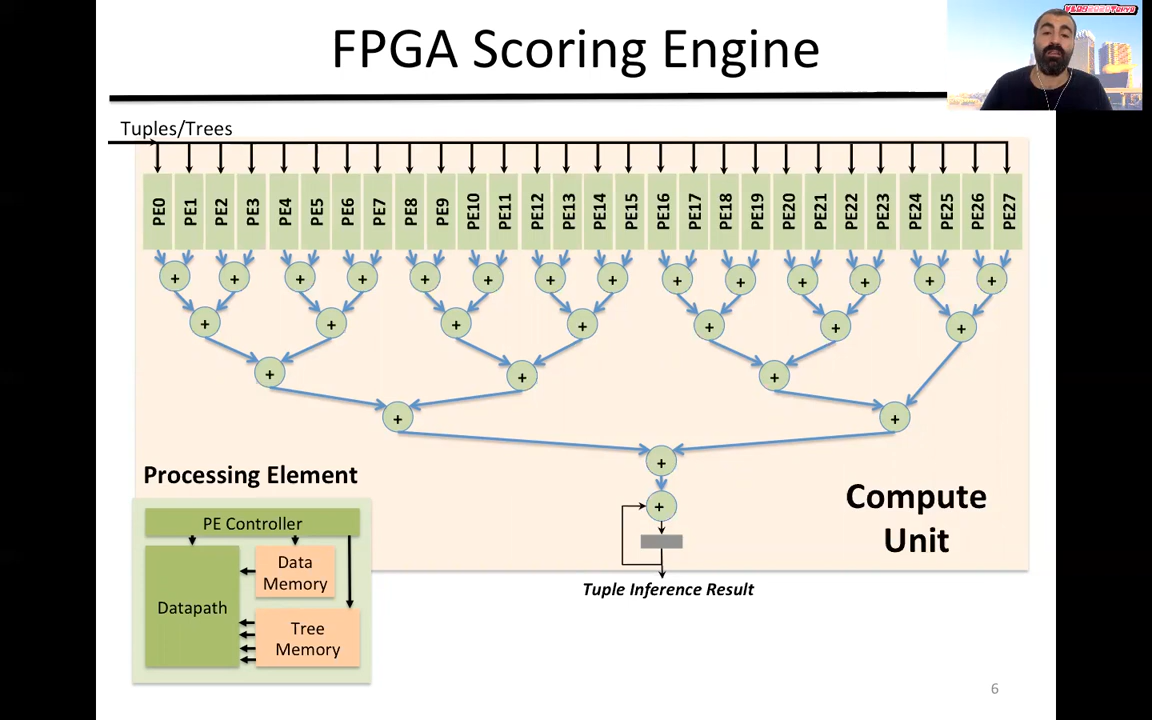 FPGA Scoring Engine
VLDB2020Tokyo
Tuples/Trees
PE0 PE1 PE2 PE3 PE4 PE5 PE6 PE7 PE8 PE9 PE10 PE11 PE12 PE13 PE14 PE15 PE16 PE17 PE18 PE19 PE20 PE21 PE22 PE23 PE24 PE25 PE26 PE27
+ + + + + + + + + + + + + +
+ + + + + + +
+ + +
+ +
+
+
Processing Element
Compute
Unit
PE Controller
Data
Memory
Datapath
Tree
Memory
Tuple Inference Result
6